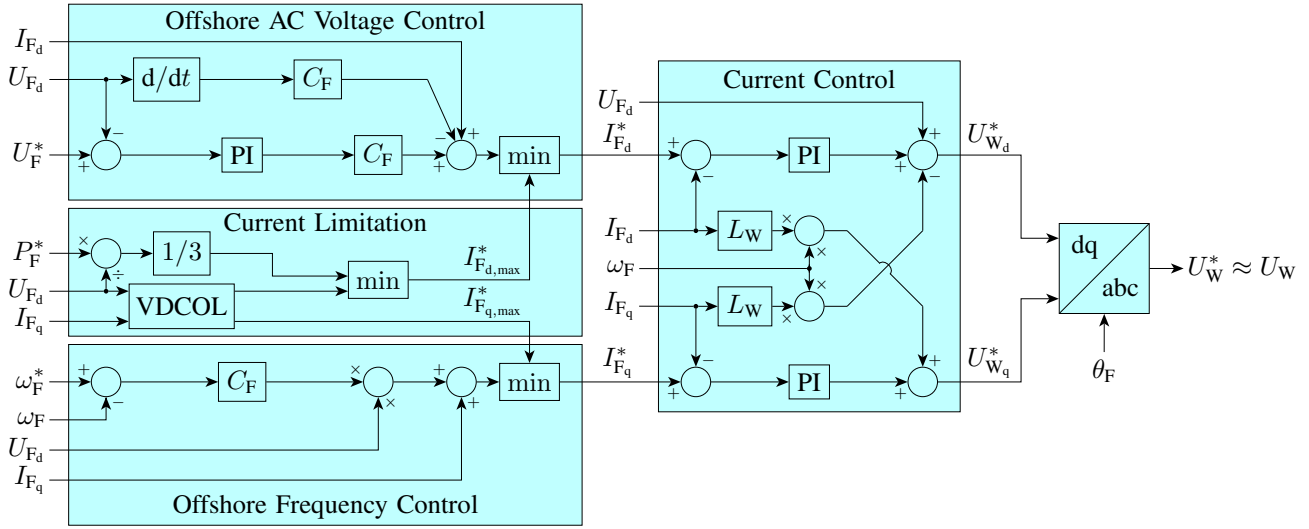 Offshore AC Voltage Control
I_{F_d}
U_{F_d}
d/dt
C_F
−
−
+
U_F^*
+
PI
C_F
+
min
Current Limitation
P_F^*
×
1/3
÷
U_{F_d}
min
I_{F_{d,max}}^*
I_{F_q}
VDCOL
I_{F_{q,max}}^*
ω_F^*
+
−
C_F
×
×
+
+
min
ω_F
U_{F_d}
I_{F_q}
Offshore Frequency Control
Current Control
U_{F_d}
I_{F_d}^*
+
−
PI
+
+
−
U_{W_d}^*
I_{F_d}
L_W
×
×
ω_F
I_{F_q}
L_W
×
×
I_{F_q}^*
−
+
PI
+
+
U_{W_q}^*
dq
abc
U_W^* ≈ U_W
θ_F